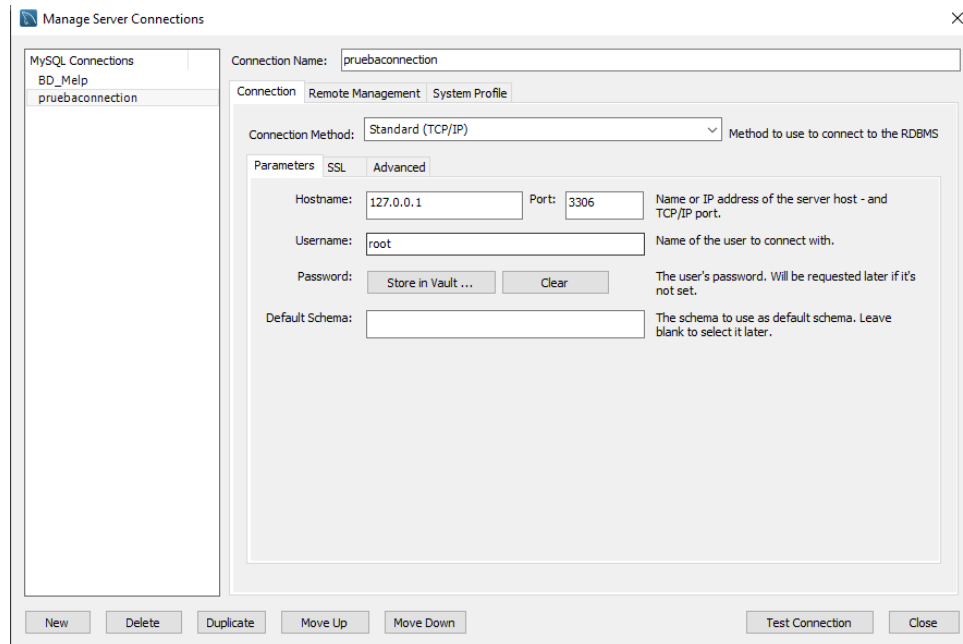 Manage Server Connections
MySQL Connections
BD_Melp
pruebaconnection
Connection Name: pruebaconnection
Connection Remote Management System Profile
Connection Method: Standard (TCP/IP) Method to use to connect to the RDBMS
Parameters SSL Advanced
Hostname: 127.0.0.1 Port: 3306 Name or IP address of the server host - and
TCP/IP port.
Username: root Name of the user to connect with.
Password: Store in Vault ... Clear The user's password. Will be requested later if it's
not set.
Default Schema: The schema to use as default schema. Leave
blank to select it later.
New Delete Duplicate Move Up Move Down Test Connection Close